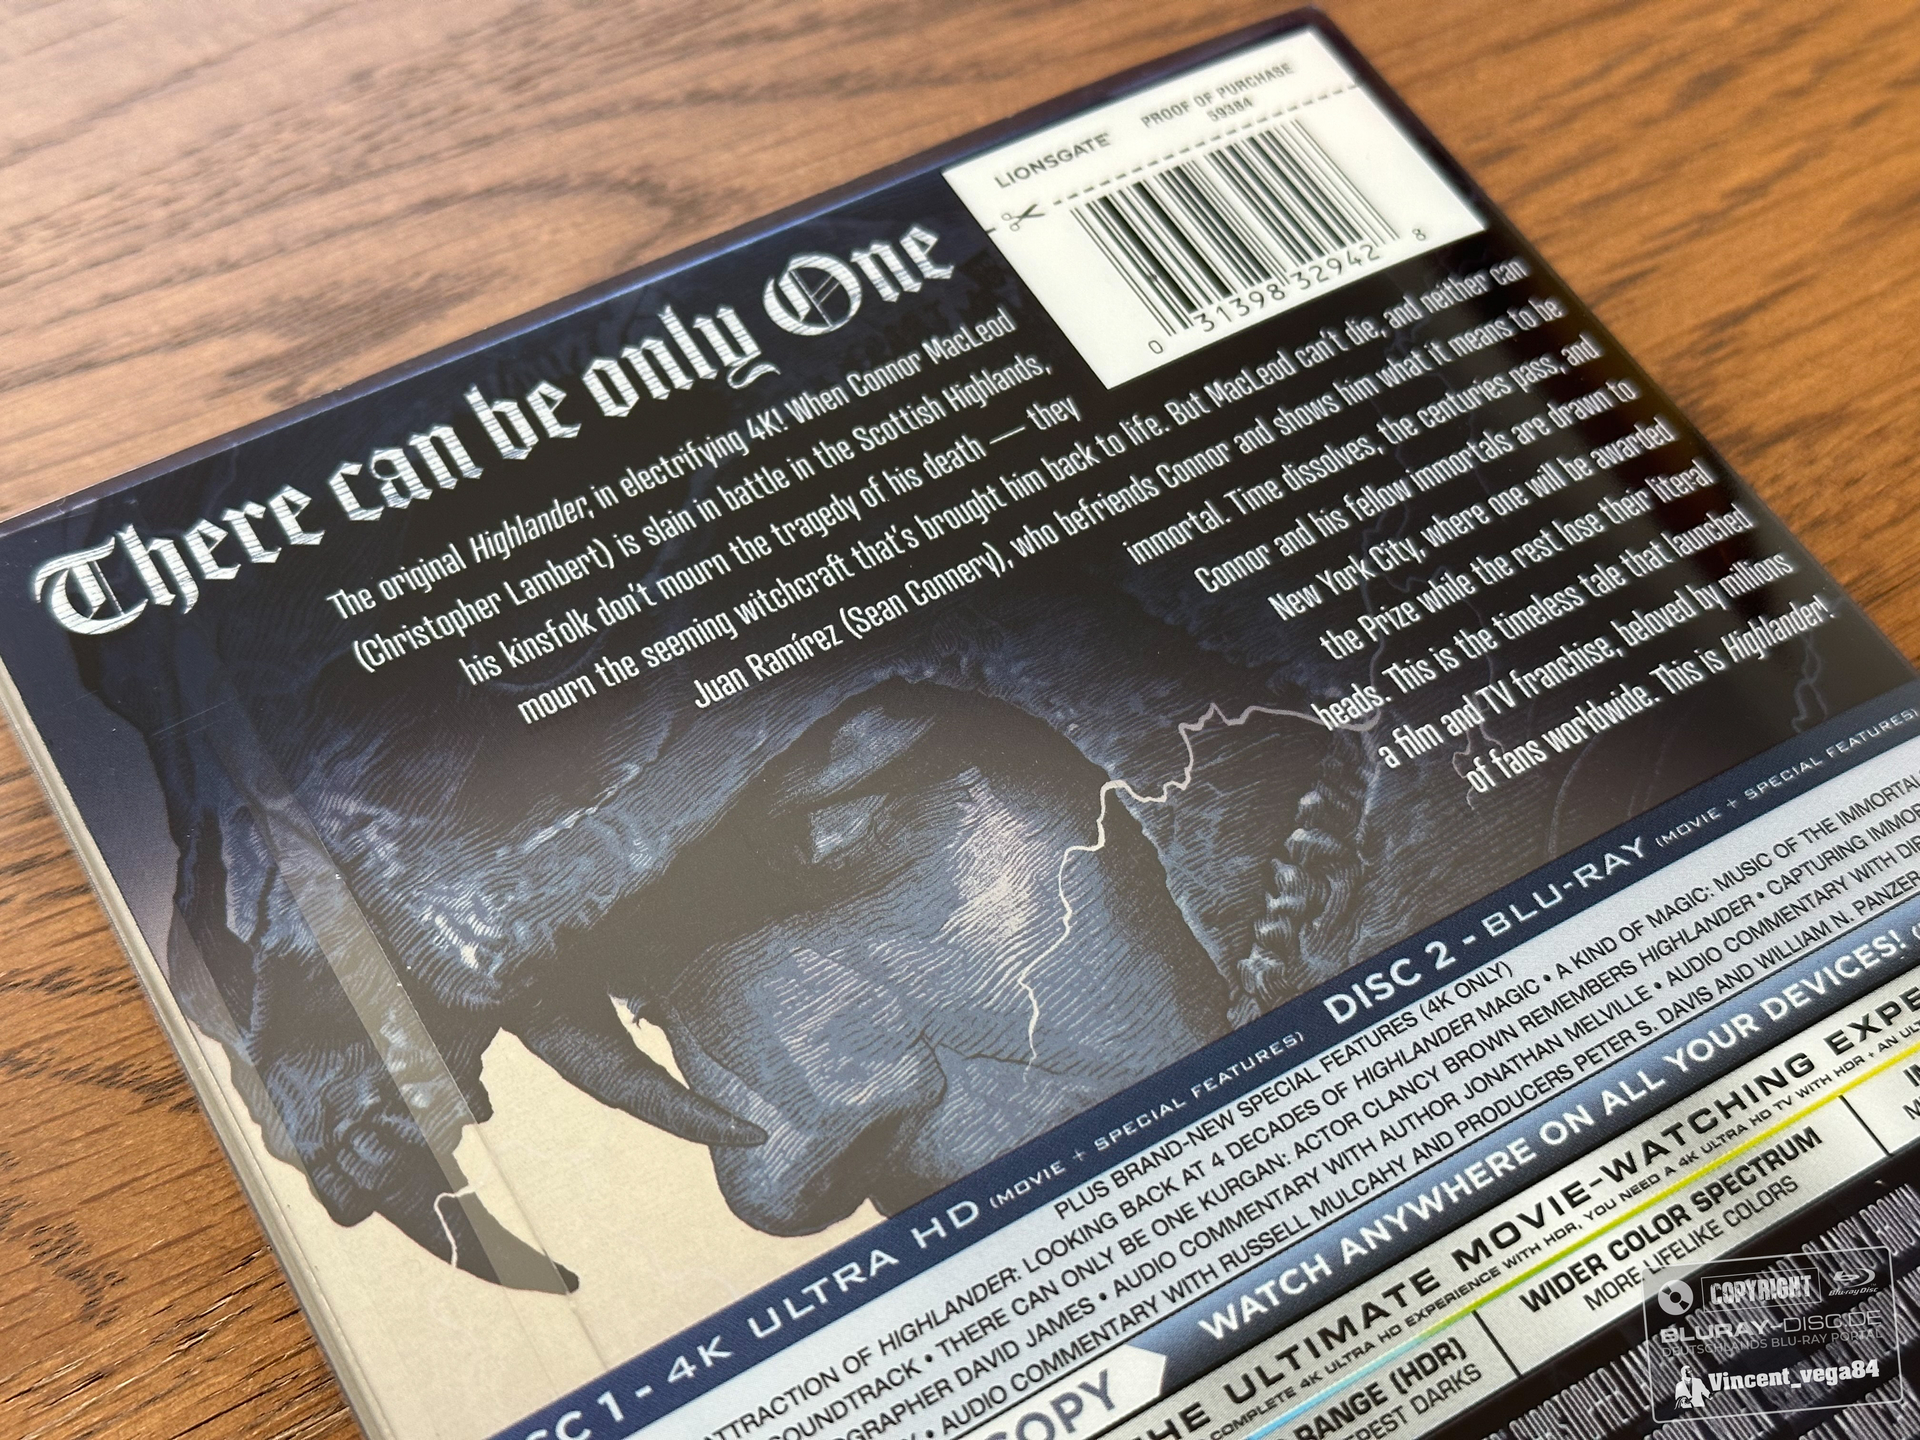 LIONSGATE
PROOF OF PURCHASE
59384
0 31398 32942 8
There can be only One
The original Highlander, in electrifying 4K! When Connor MacLeod
(Christopher Lambert) is slain in battle in the Scottish Highlands,
his kinsfolk don't mourn the tragedy of his death — they
mourn the seeming witchcraft that's brought him back to life. But MacLeod can't die, and neither can
Juan Ramírez (Sean Connery), who befriends Connor and shows him what it means to be
immortal. Time dissolves, the centuries pass, and
Connor and his fellow immortals are drawn to
New York City, where one will be awarded
the Prize while the rest lose their literal
heads. This is the timeless tale that launched
a film and TV franchise, beloved by millions
of fans worldwide. This is Highlander!
DISC 1 - 4K ULTRA HD (MOVIE + SPECIAL FEATURES) DISC 2 - BLU-RAY (MOVIE + SPECIAL FEATURES)
PLUS BRAND-NEW SPECIAL FEATURES (4K ONLY)
ATTRACTION OF HIGHLANDER: LOOKING BACK AT 4 DECADES OF HIGHLANDER MAGIC • A KIND OF MAGIC: MUSIC OF THE IMMORTAL
SOUNDTRACK • THERE CAN ONLY BE ONE KURGAN: ACTOR CLANCY BROWN REMEMBERS HIGHLANDER • CAPTURING
DAVID JAMES • AUDIO COMMENTARY WITH AUTHOR JONATHAN MELVILLE • AUDIO COMMENTARY WITH
• AUDIO COMMENTARY WITH RUSSELL MULCAHY AND PRODUCERS PETER S. DAVIS AND WILLIAM N. PANZER
COPY WATCH ANYWHERE ON ALL YOUR DEVICES!
THE ULTIMATE MOVIE-WATCHING
COMPLETE 4K ULTRA HD EXPERIENCE WITH HDR, YOU NEED A 4K ULTRA HD TV WITH HDR + AN
RANGE (HDR)
DARKS
WIDER COLOR SPECTRUM
MORE LIFELIKE COLORS
COPYRIGHT
Blu-ray Disc
BLURAY-DISC.DE
DEUTSCHLANDS BLU-RAY PORTAL
Vincent_vega84